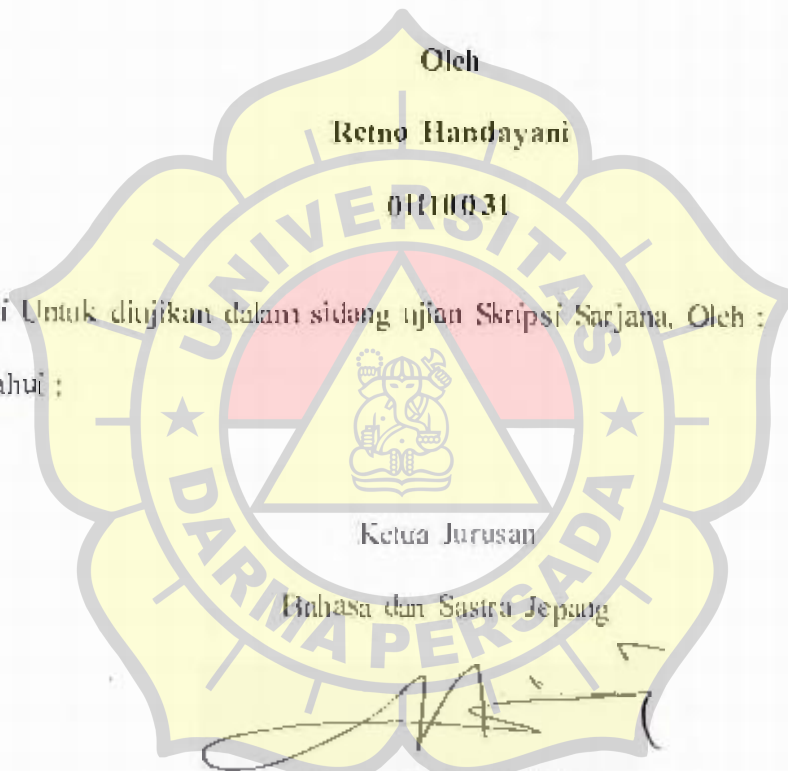 Oleh
Retno Handayani
01110031
i Untuk diujikan dalam sidang ujian Skripsi Sarjana, Oleh :
ahui :
Ketua Jurusan
Bahasa dan Sastra Jepang
UNIVERSITAS
DARMA PERSADA